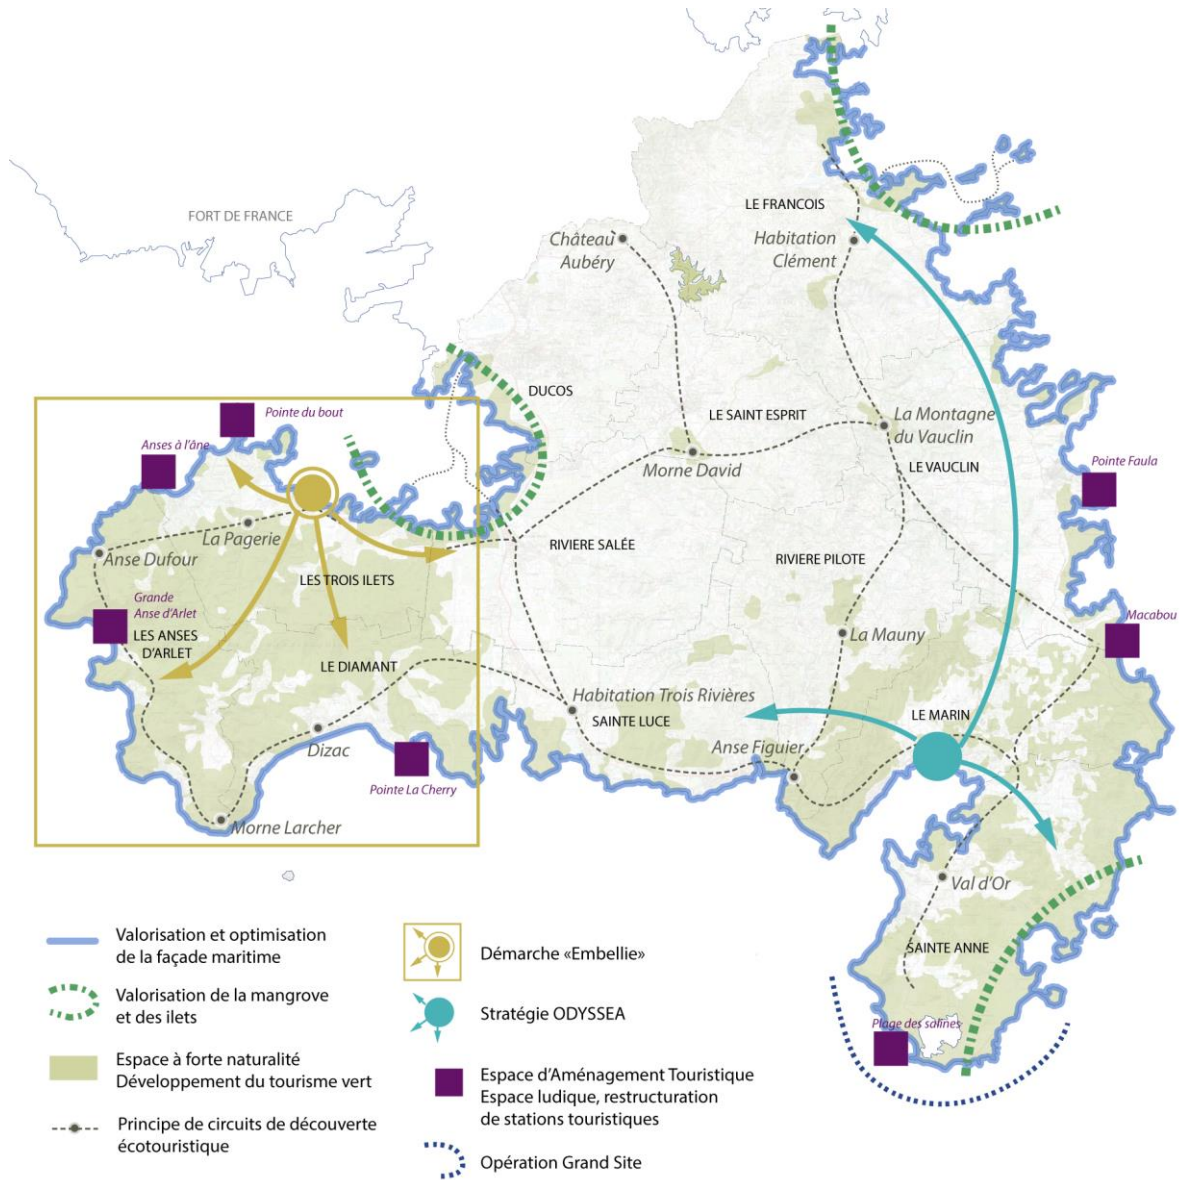 LE FRANCOIS
FORT DE FRANCE
Château
Aubéry
Habitation
Clément
DUCOS
Pointe du bout
LE SAINT ESPRIT
La Montagne
du Vauclin
Anses à l'âne
Morne David
LE VAUCLIN
Pointe Faula
La Pagerie
Anse Dufour
RIVIERE SALÉE
RIVIERE PILOTE
LES TROIS ILETS
Grande
Anse d'Arlet
Macabou
LES ANSES
D'ARLET
La Mauny
LE DIAMANT
Habitation Trois Rivières
SAINTE LUCE
LE MARIN
Dizac
Anse Figuier
Pointe La Cherry
Morne Larcher
Val d'Or
SAINTE ANNE
Plage des salines
Valorisation et optimisation
de la façade maritime
Valorisation de la mangrove
et des ilets
Espace à forte naturalité
Développement du tourisme vert
Principe de circuits de découverte
écotouristique
Démarche «Embellie»
Stratégie ODYSSEA
Espace d'Aménagement Touristique
Espace ludique, restructuration
de stations touristiques
Opération Grand Site